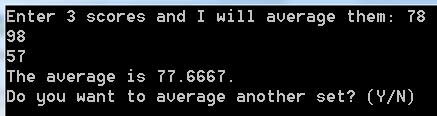 Enter 3 scores and I will average them: 78
98
57
The average is 77.6667.
Do you want to average another set? (Y/N)